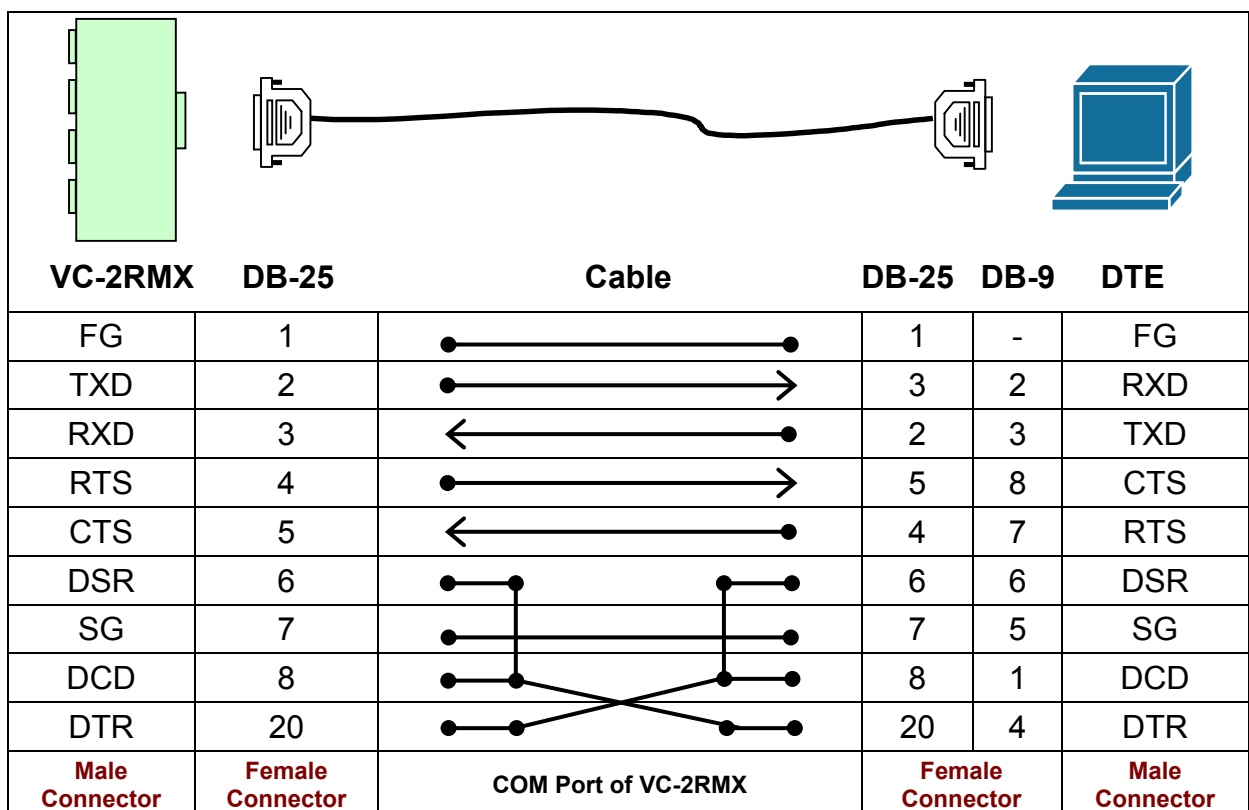 VC-2RMX DB-25 Cable DB-25 DB-9 DTE
FG 1 1 - FG
TXD 2 3 2 RXD
RXD 3 2 3 TXD
RTS 4 5 8 CTS
CTS 5 4 7 RTS
DSR 6 6 6 DSR
SG 7 7 5 SG
DCD 8 8 1 DCD
DTR 20 20 4 DTR
Male Connector Female Connector COM Port of VC-2RMX Female Connector Male Connector